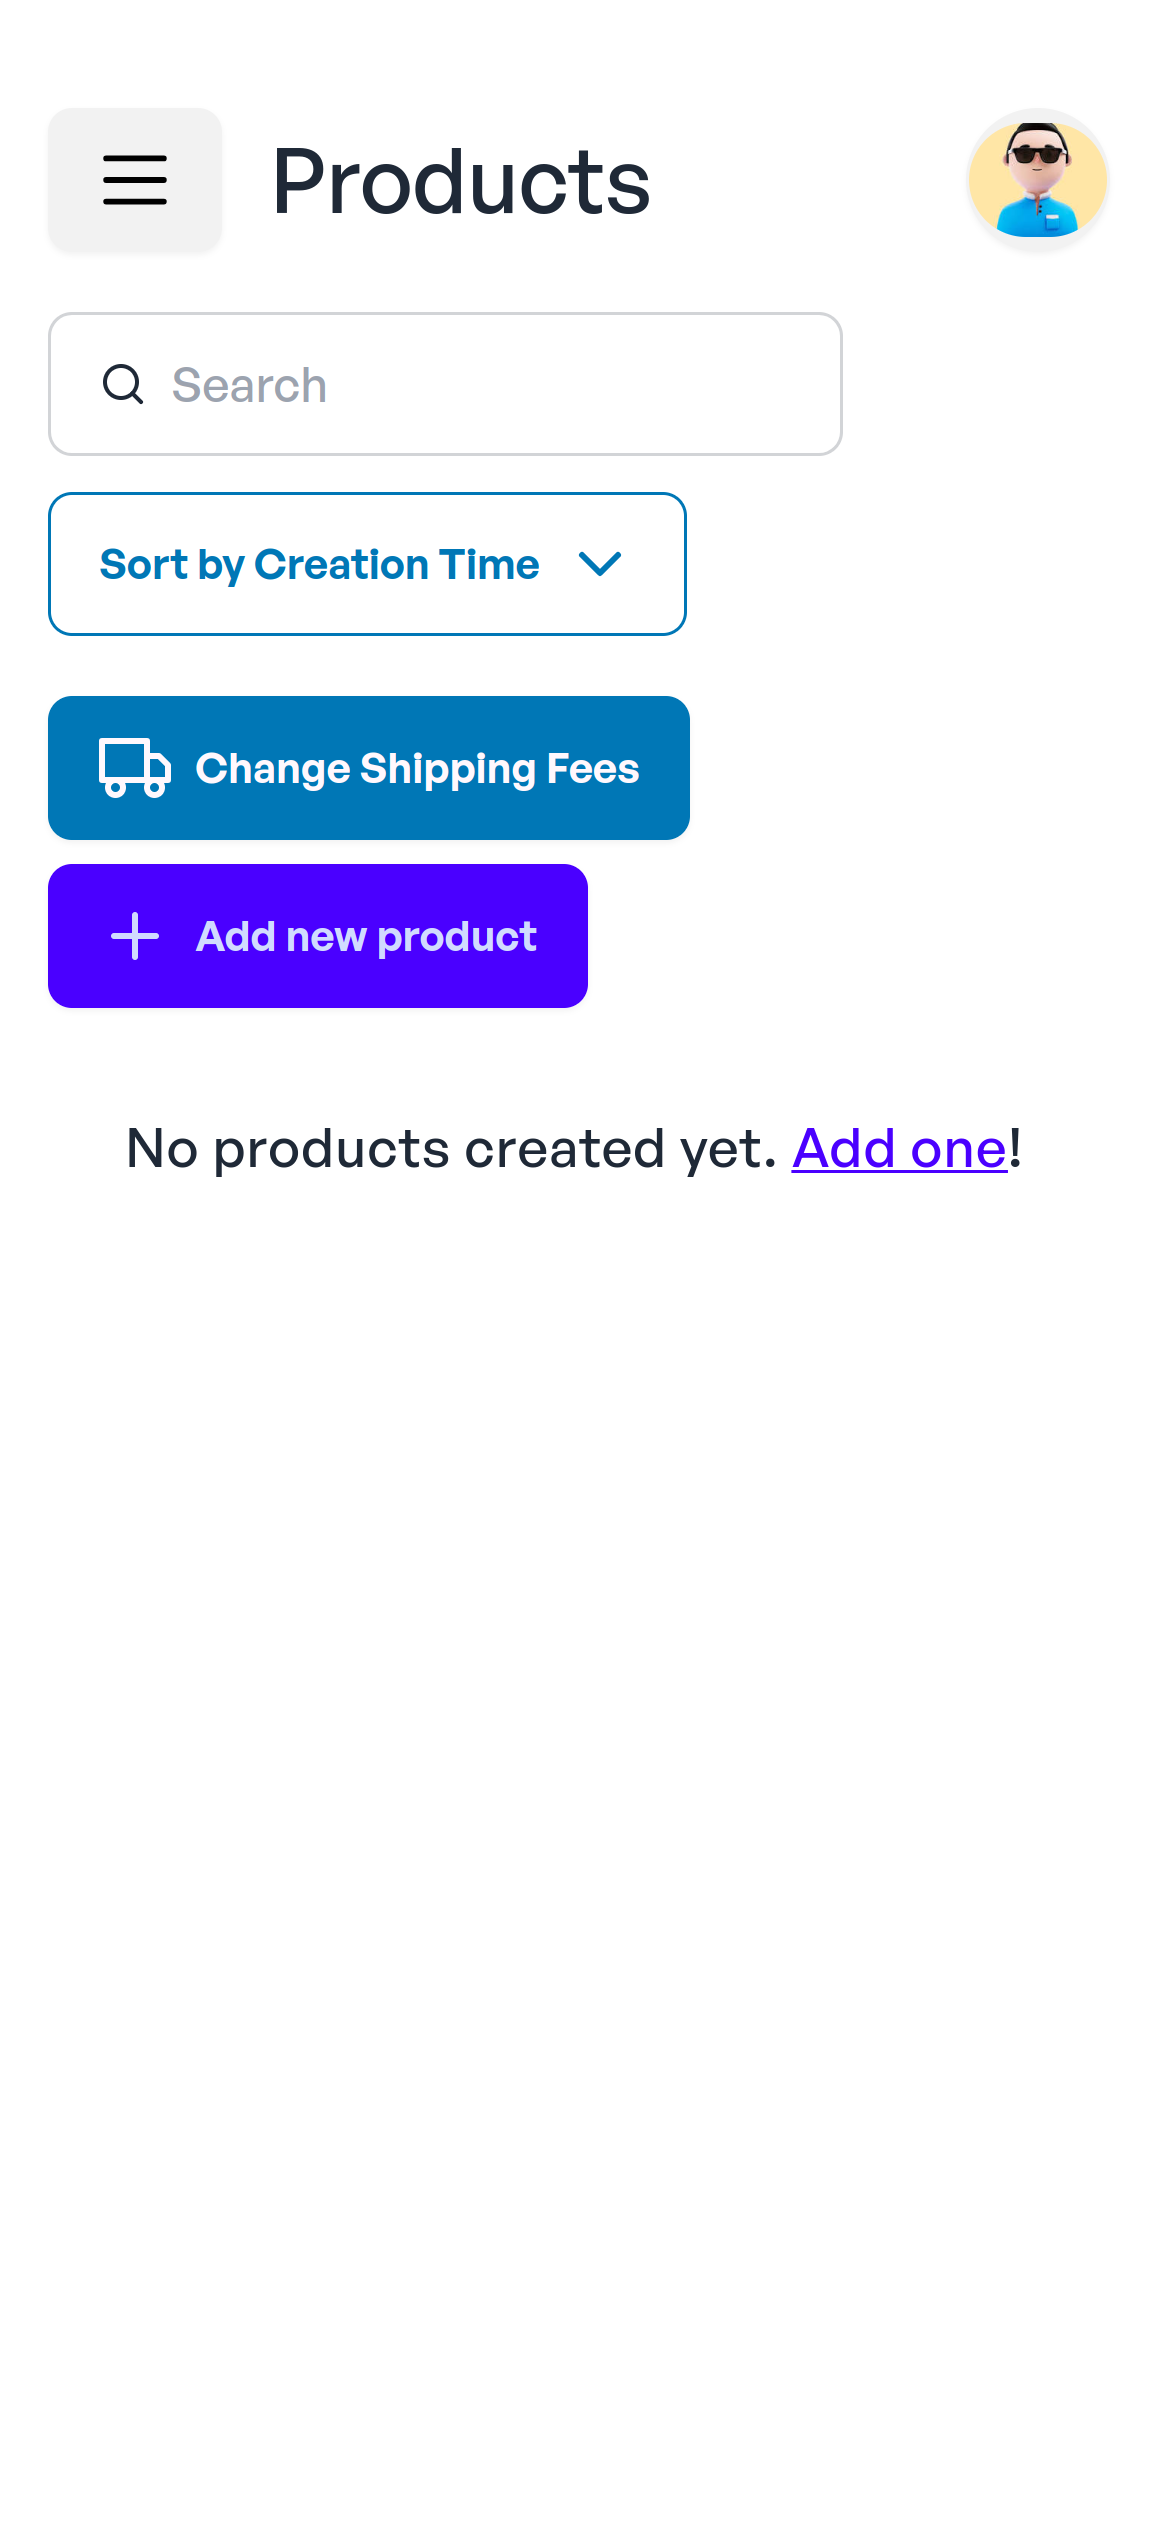 Products
Search
Sort by Creation Time
Change Shipping Fees
Add new product
No products created yet. Add one!